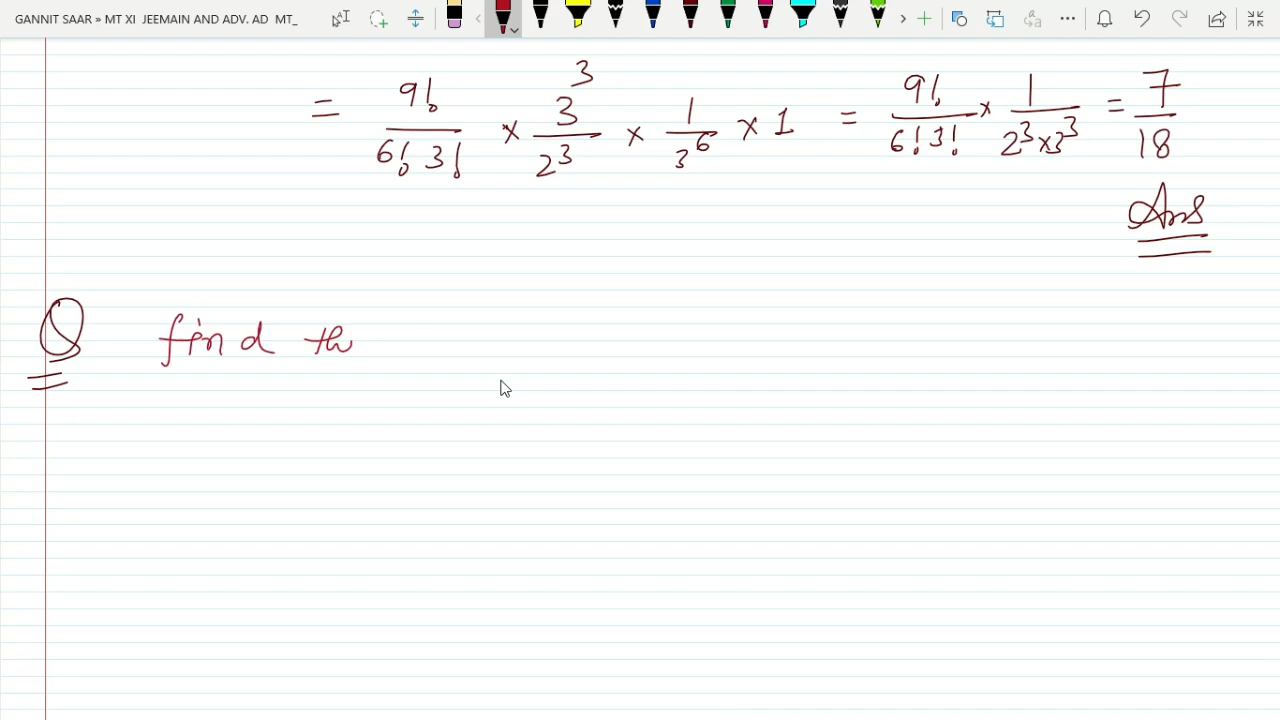 GANNIT SAAR » MT XI JEEMAIN AND ADV. AD MT_
= 9!/(6! 3!) × 3^3/2^3 × 1/3^6 × 1 = 9!/(6! 3!) × 1/(2^3×3^3) = 7/18
Ans
Q find th